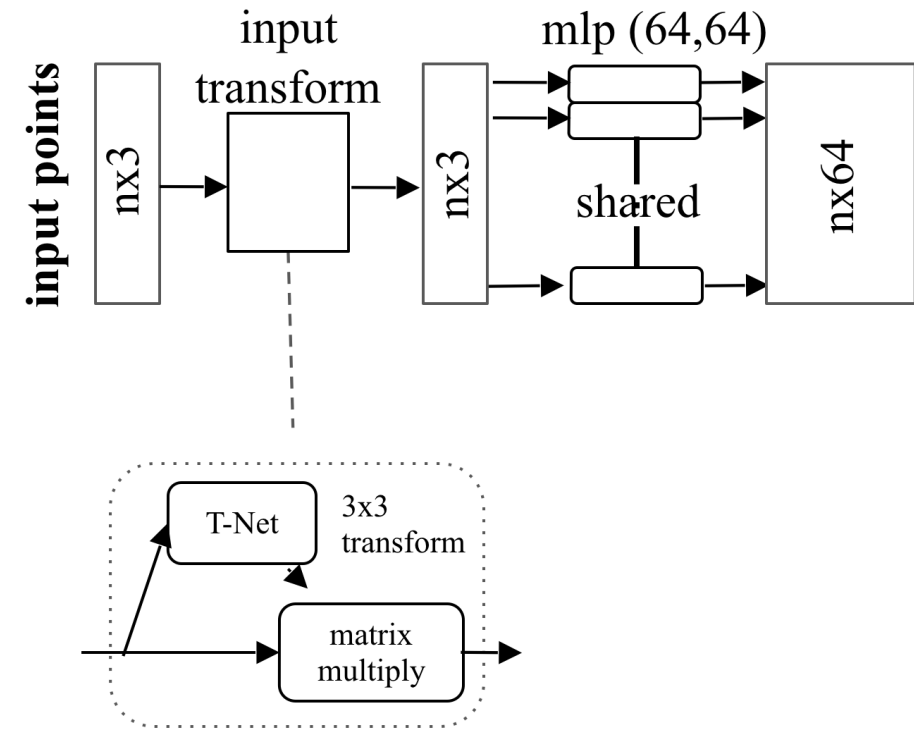 input points
nx3
input
transform
nx3
mlp (64,64)
shared
nx64
T-Net
3x3
transform
matrix
multiply